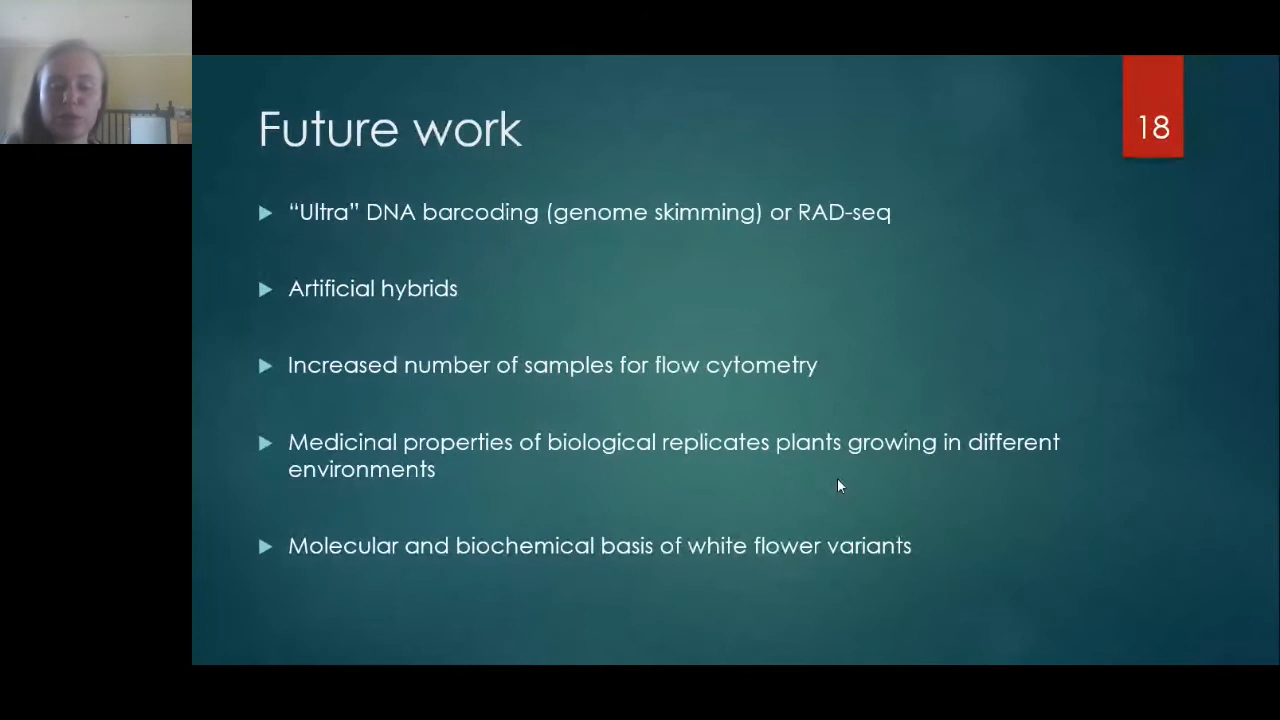 Future work
18
“Ultra” DNA barcoding (genome skimming) or RAD-seq
Artificial hybrids
Increased number of samples for flow cytometry
Medicinal properties of biological replicates plants growing in different
environments
Molecular and biochemical basis of white flower variants